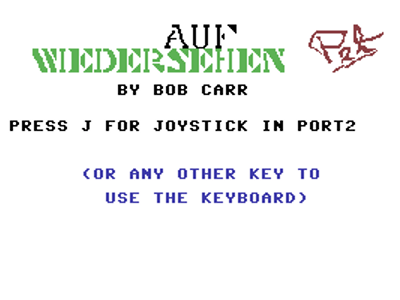 AUF
WIEDERSEHEN
BY BOB CARR
PRESS J FOR JOYSTICK IN PORT2
(OR ANY OTHER KEY TO
USE THE KEYBOARD)